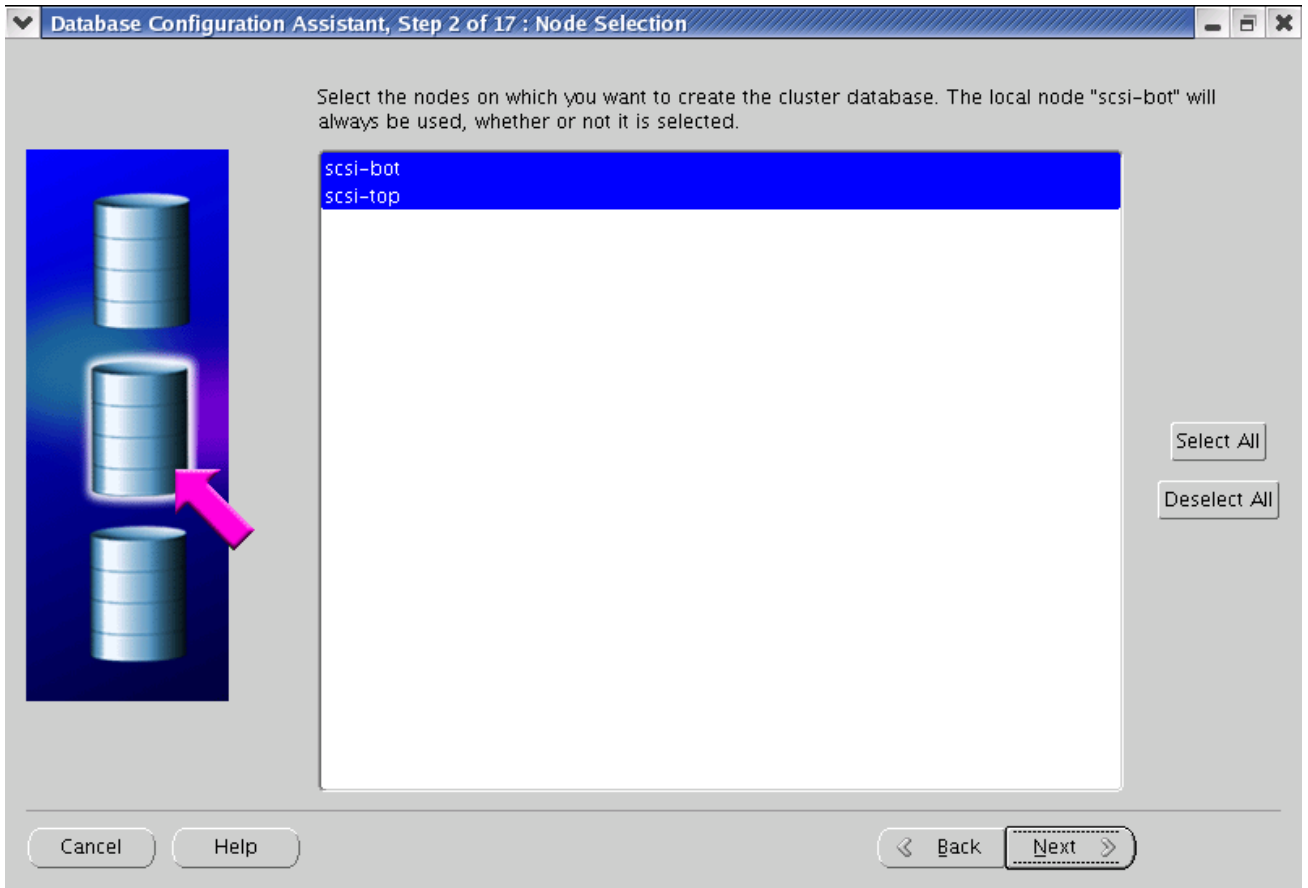 Database Configuration Assistant, Step 2 of 17 : Node Selection
Select the nodes on which you want to create the cluster database. The local node "scsi-bot" will
always be used, whether or not it is selected.
scsi-bot
scsi-top
Select All
Deselect All
Cancel
Help
Back
Next